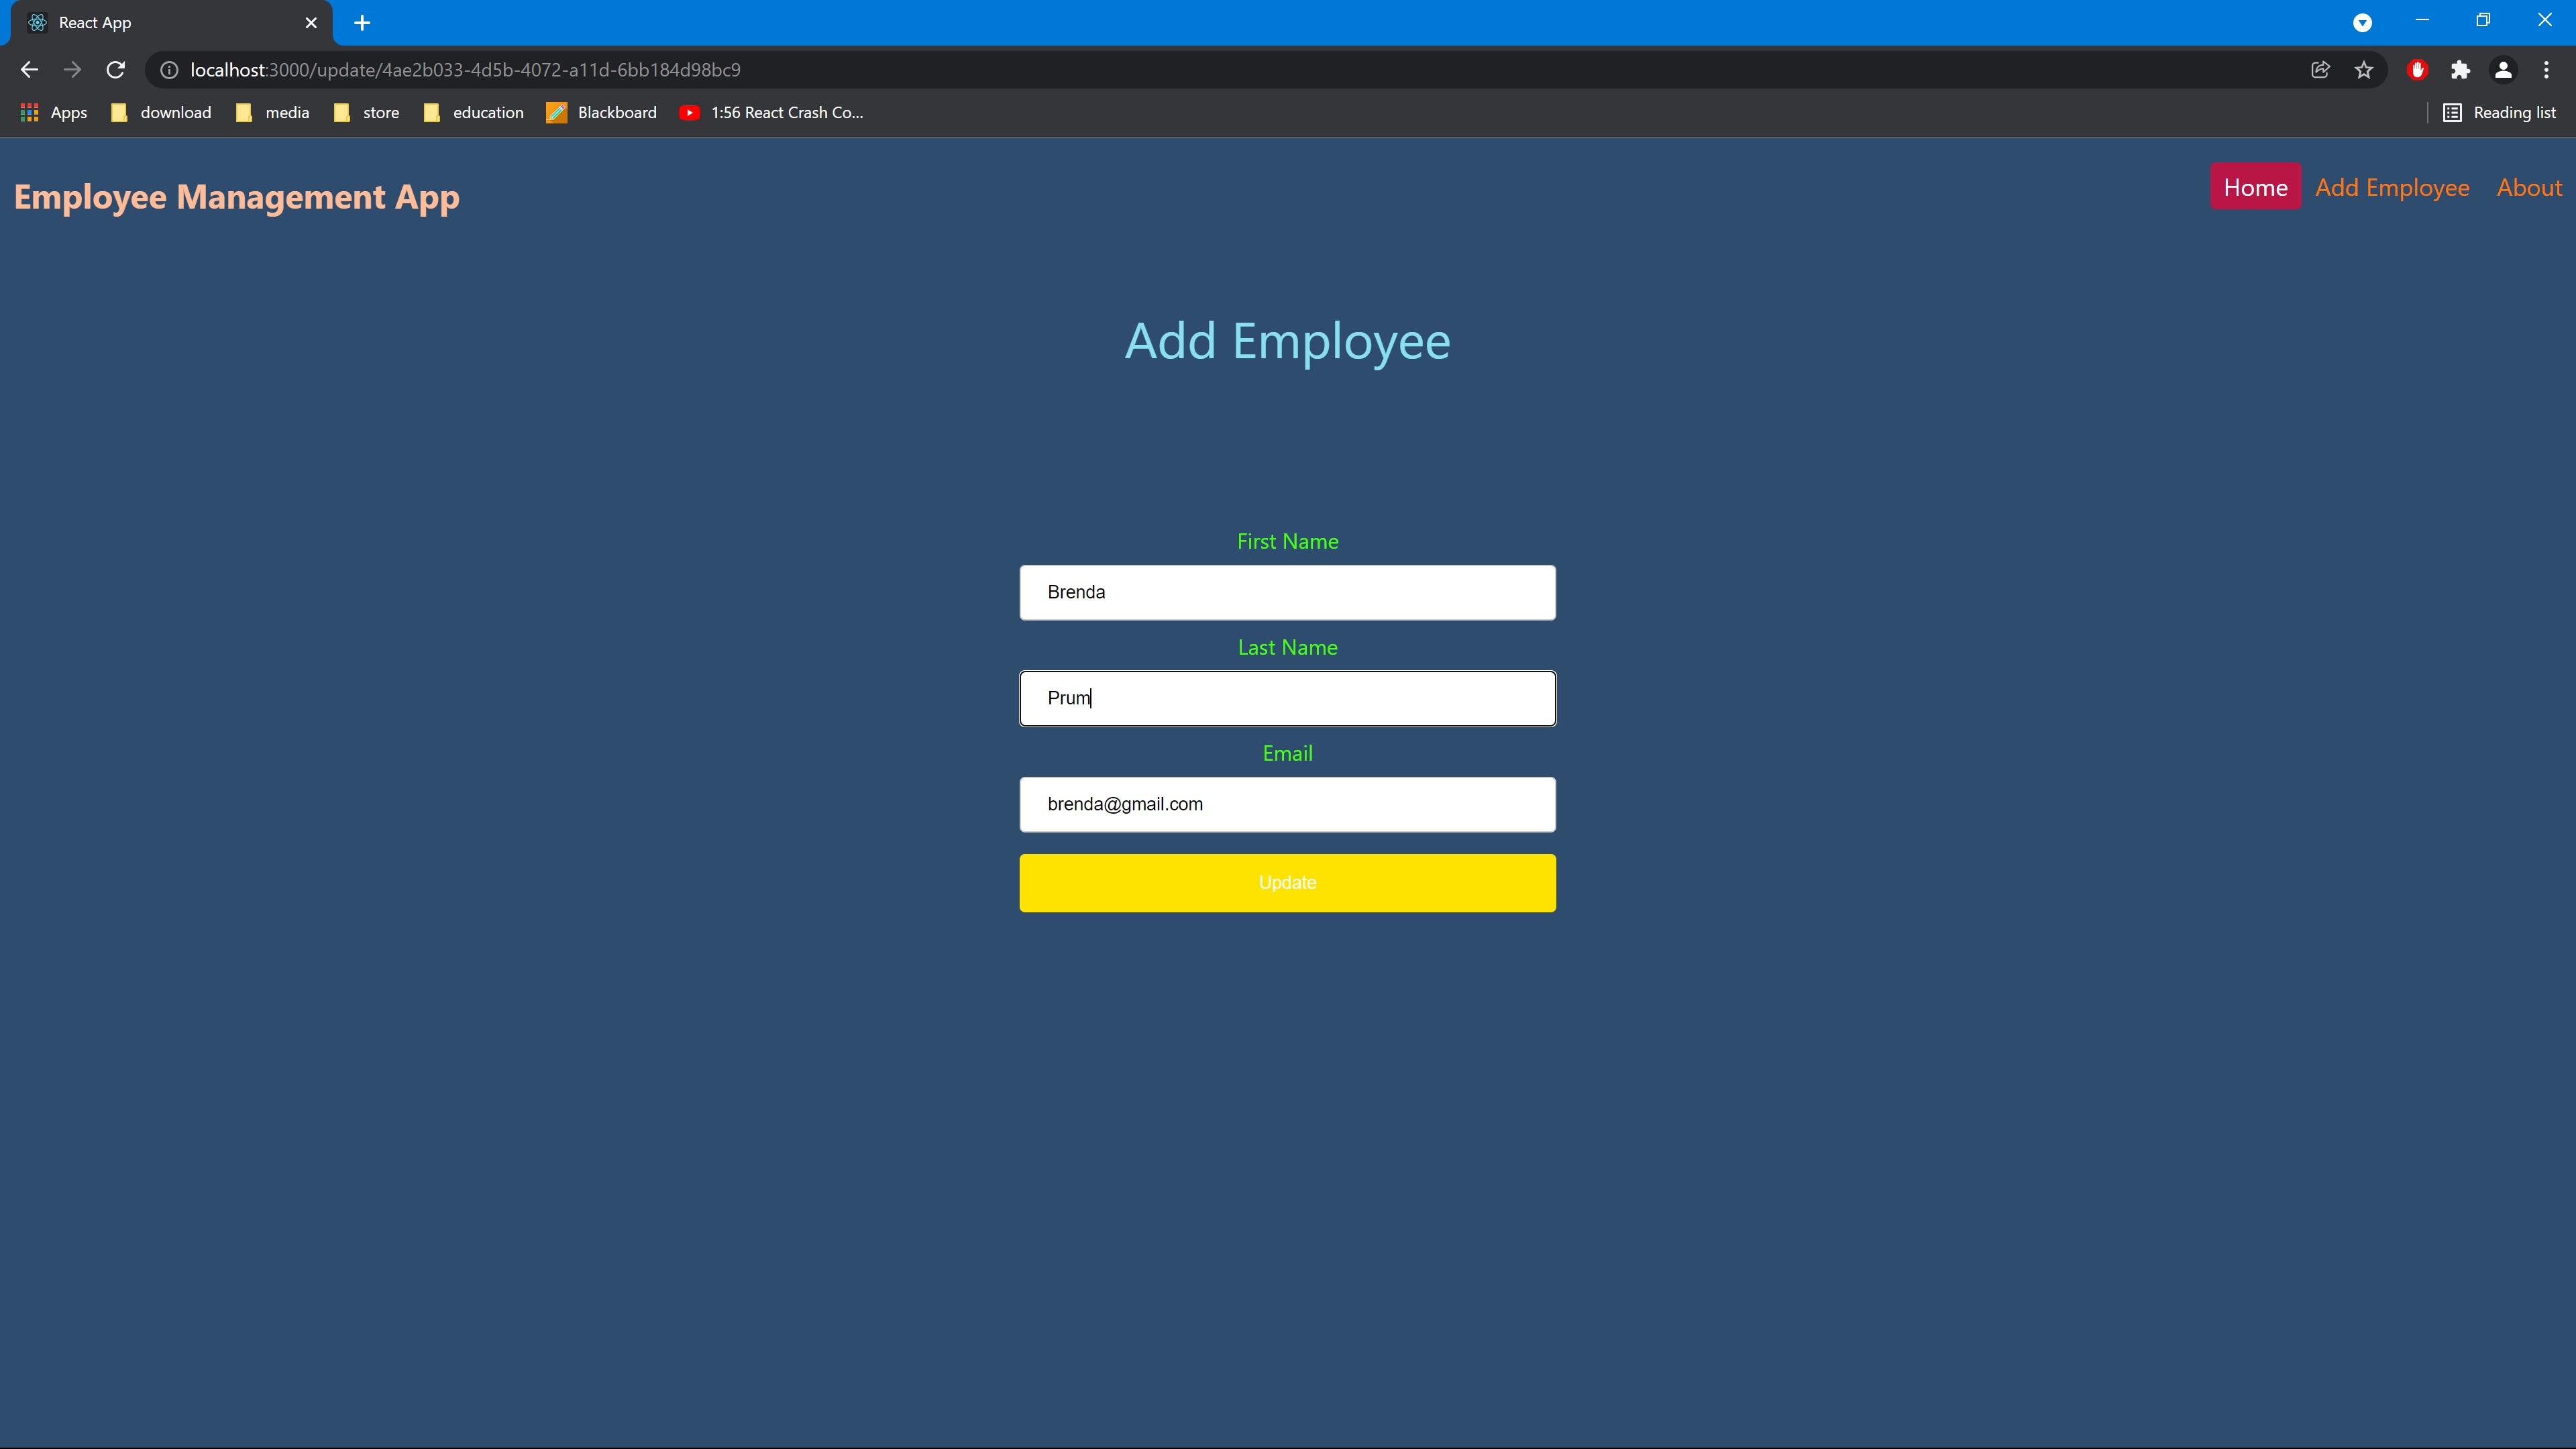 React App
localhost:3000/update/4ae2b033-4d5b-4072-a11d-6bb184d98bc9
Apps download media store education Blackboard 1:56 React Crash Co... Reading list
Employee Management App
Home Add Employee About
Add Employee
First Name
Brenda
Last Name
Prum
Email
brenda@gmail.com
Update